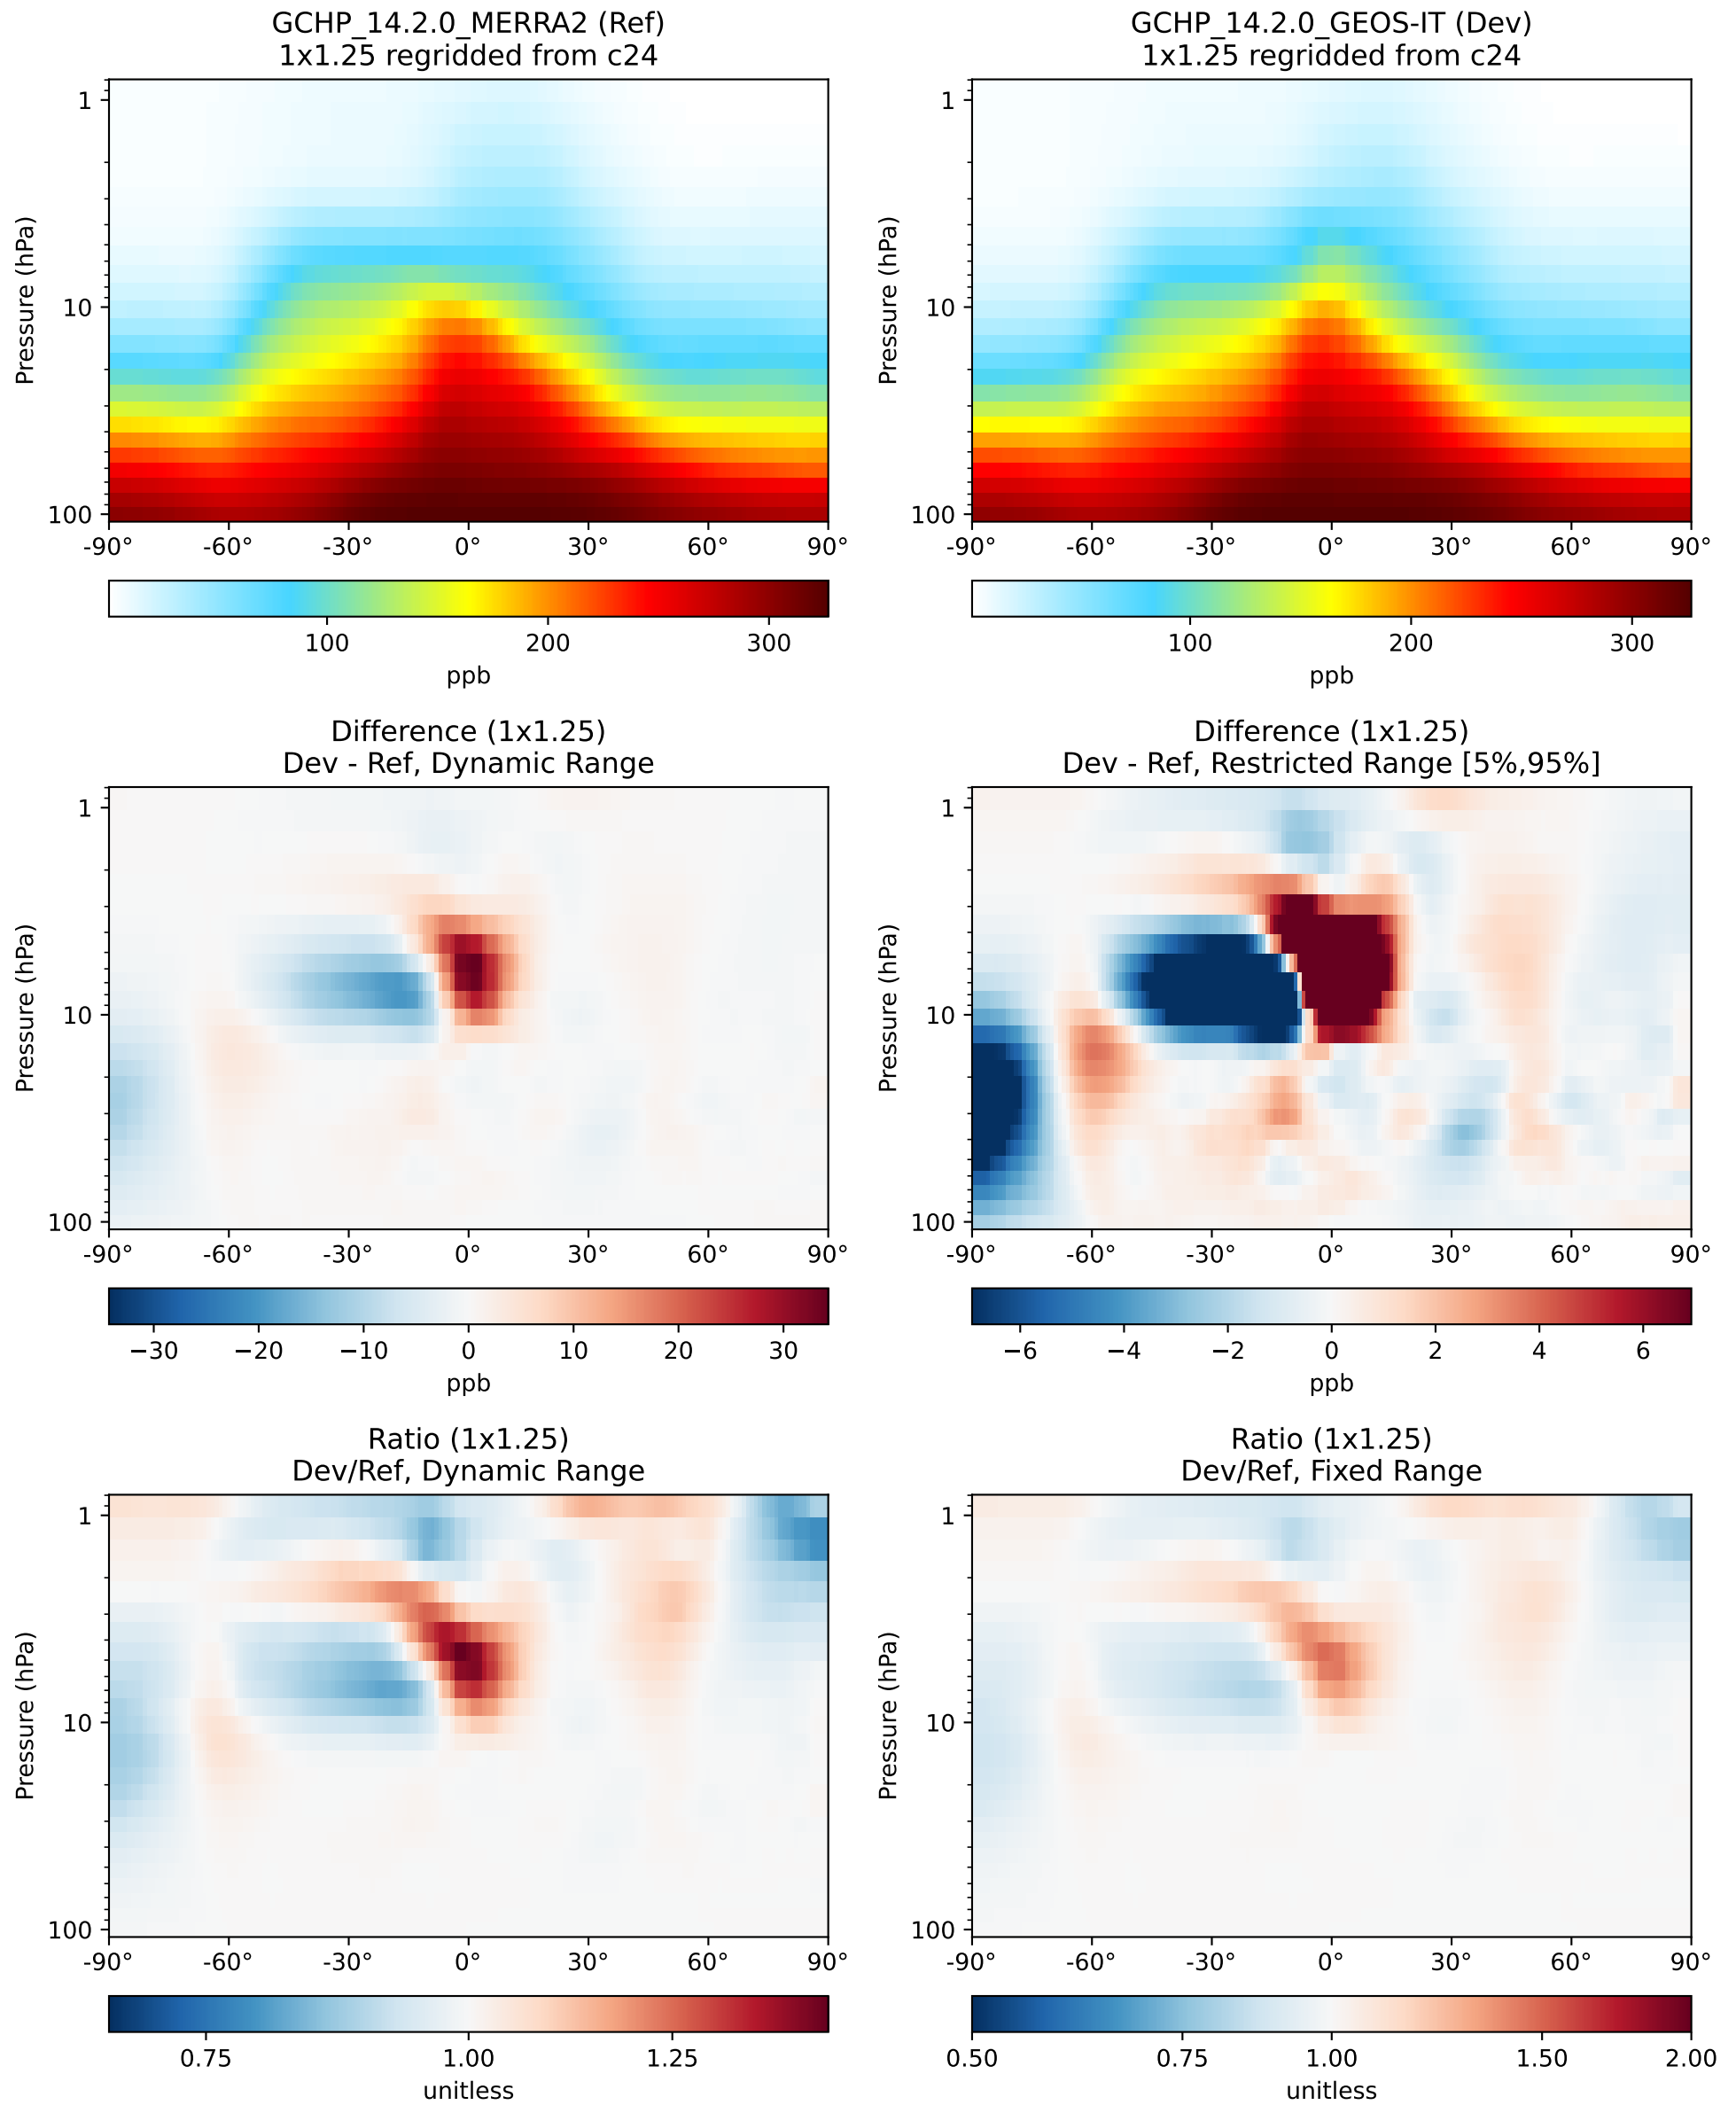 GCHP_14.2.0_MERRA2 (Ref)
1x1.25 regridded from c24
Pressure (hPa)
1
10
100
-90° -60° -30° 0° 30° 60° 90°
100 200 300
ppb
GCHP_14.2.0_GEOS-IT (Dev)
1x1.25 regridded from c24
Pressure (hPa)
1
10
100
-90° -60° -30° 0° 30° 60° 90°
100 200 300
ppb
Difference (1x1.25)
Dev - Ref, Dynamic Range
Pressure (hPa)
1
10
100
-90° -60° -30° 0° 30° 60° 90°
−30 −20 −10 0 10 20 30
ppb
Difference (1x1.25)
Dev - Ref, Restricted Range [5%,95%]
Pressure (hPa)
1
10
100
-90° -60° -30° 0° 30° 60° 90°
−6 −4 −2 0 2 4 6
ppb
Ratio (1x1.25)
Dev/Ref, Dynamic Range
Pressure (hPa)
1
10
100
-90° -60° -30° 0° 30° 60° 90°
0.75 1.00 1.25
unitless
Ratio (1x1.25)
Dev/Ref, Fixed Range
Pressure (hPa)
1
10
100
-90° -60° -30° 0° 30° 60° 90°
0.50 0.75 1.00 1.50 2.00
unitless